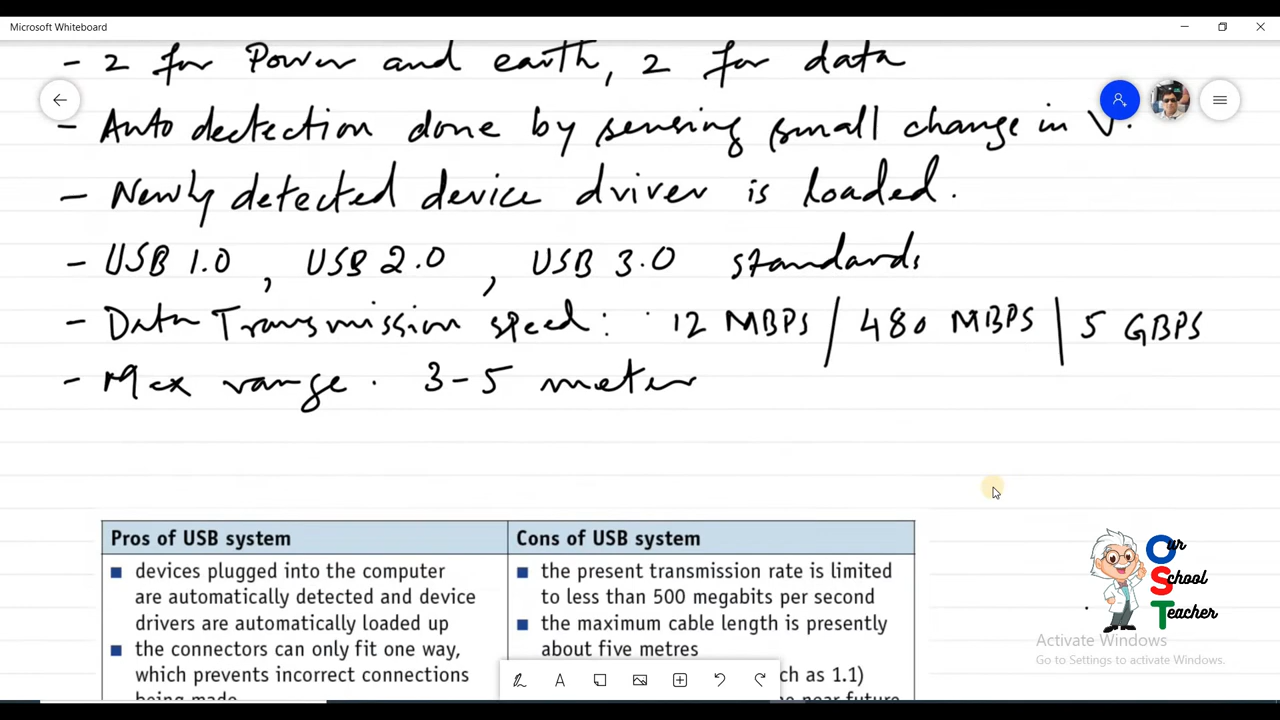 Microsoft Whiteboard
- 2 for Power and earth, 2 for data
- Auto dectection done by sensing small change in V.
- Newly detected device driver is loaded.
- USB 1.0, USB 2.0, USB 3.0 standards
- Data Transmission speed: 12 MBPS / 480 MBPS | 5 GBPS
- Max range. 3-5 meter
Pros of USB system
■ devices plugged into the computer
are automatically detected and device
drivers are automatically loaded up
■ the connectors can only fit one way,
which prevents incorrect connections
being made
Cons of USB system
■ the present transmission rate is limited
to less than 500 megabits per second
■ the maximum cable length is presently
about five metres
ch as 1.1)
near future
Our
School
Teacher
Activate Windows
Go to Settings to activate Windows.